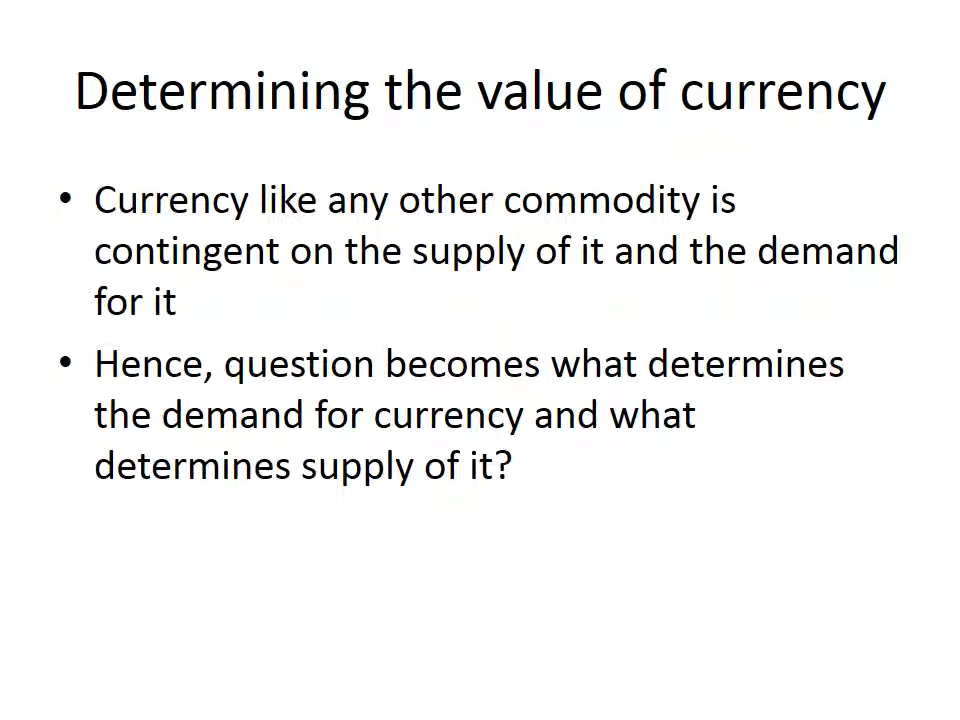 Determining the value of currency
• Currency like any other commodity is
contingent on the supply of it and the demand
for it
• Hence, question becomes what determines
the demand for currency and what
determines supply of it?